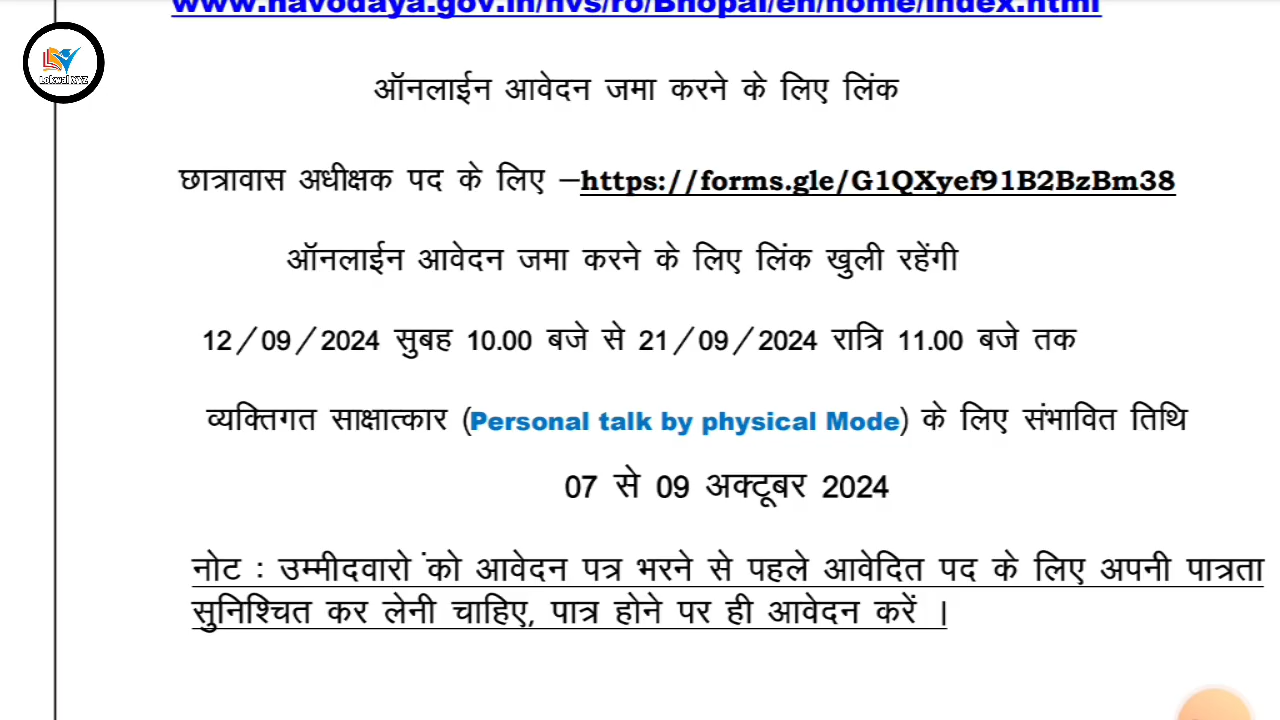 www.navodaya.gov.in/nvs/ro/Bhopal/en/home/index.html
Lokwal XYZ
ऑनलाईन आवेदन जमा करने के लिए लिंक
छात्रावास अधीक्षक पद के लिए –https://forms.gle/G1QXyef91B2BzBm38
ऑनलाईन आवेदन जमा करने के लिए लिंक खुली रहेंगी
12/09/2024 सुबह 10.00 बजे से 21/09/2024 रात्रि 11.00 बजे तक
व्यक्तिगत साक्षात्कार (Personal talk by physical Mode) के लिए संभावित तिथि
07 से 09 अक्टूबर 2024
नोट : उम्मीदवारों को आवेदन पत्र भरने से पहले आवेदित पद के लिए अपनी पात्रता
सुनिश्चित कर लेनी चाहिए, पात्र होने पर ही आवेदन करें ।